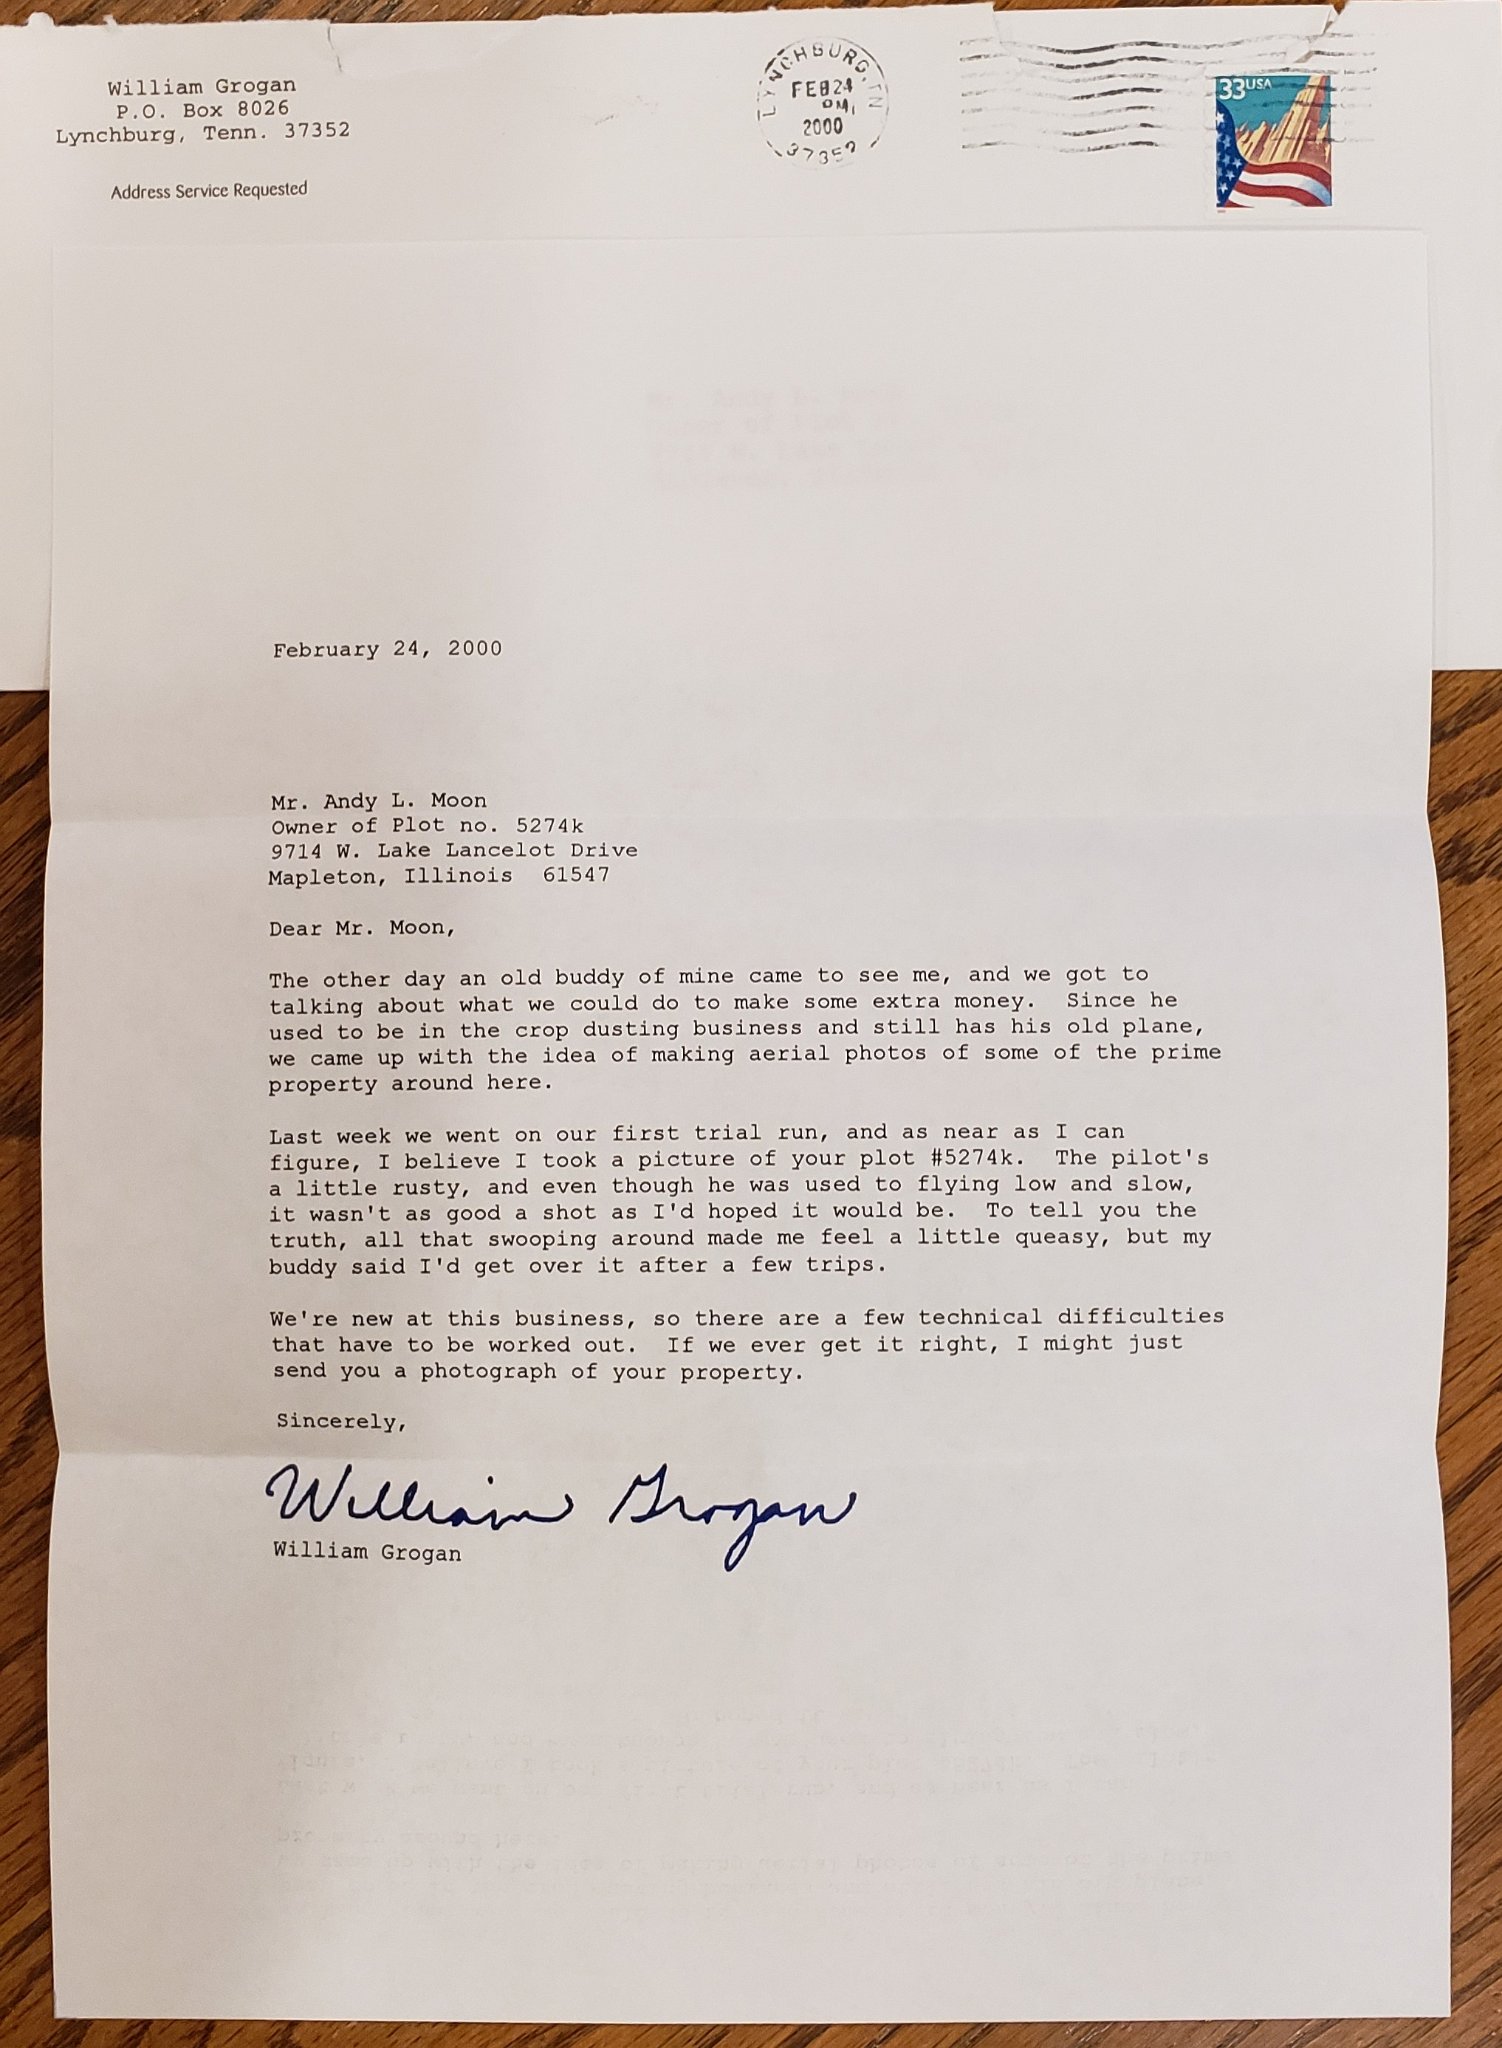 William Grogan
P.O. Box 8026
Lynchburg, Tenn. 37352
Address Service Requested
LYNCHBURG, TN
FEB 24
PM
2000
37352
33USA
February 24, 2000
Mr. Andy L. Moon
Owner of Plot no. 5274k
9714 W. Lake Lancelot Drive
Mapleton, Illinois  61547
Dear Mr. Moon,
The other day an old buddy of mine came to see me, and we got to
talking about what we could do to make some extra money.  Since he
used to be in the crop dusting business and still has his old plane,
we came up with the idea of making aerial photos of some of the prime
property around here.
Last week we went on our first trial run, and as near as I can
figure, I believe I took a picture of your plot #5274k.  The pilot's
a little rusty, and even though he was used to flying low and slow,
it wasn't as good a shot as I'd hoped it would be.  To tell you the
truth, all that swooping around made me feel a little queasy, but my
buddy said I'd get over it after a few trips.
We're new at this business, so there are a few technical difficulties
that have to be worked out.  If we ever get it right, I might just
send you a photograph of your property.
Sincerely,
William Grogan
William Grogan